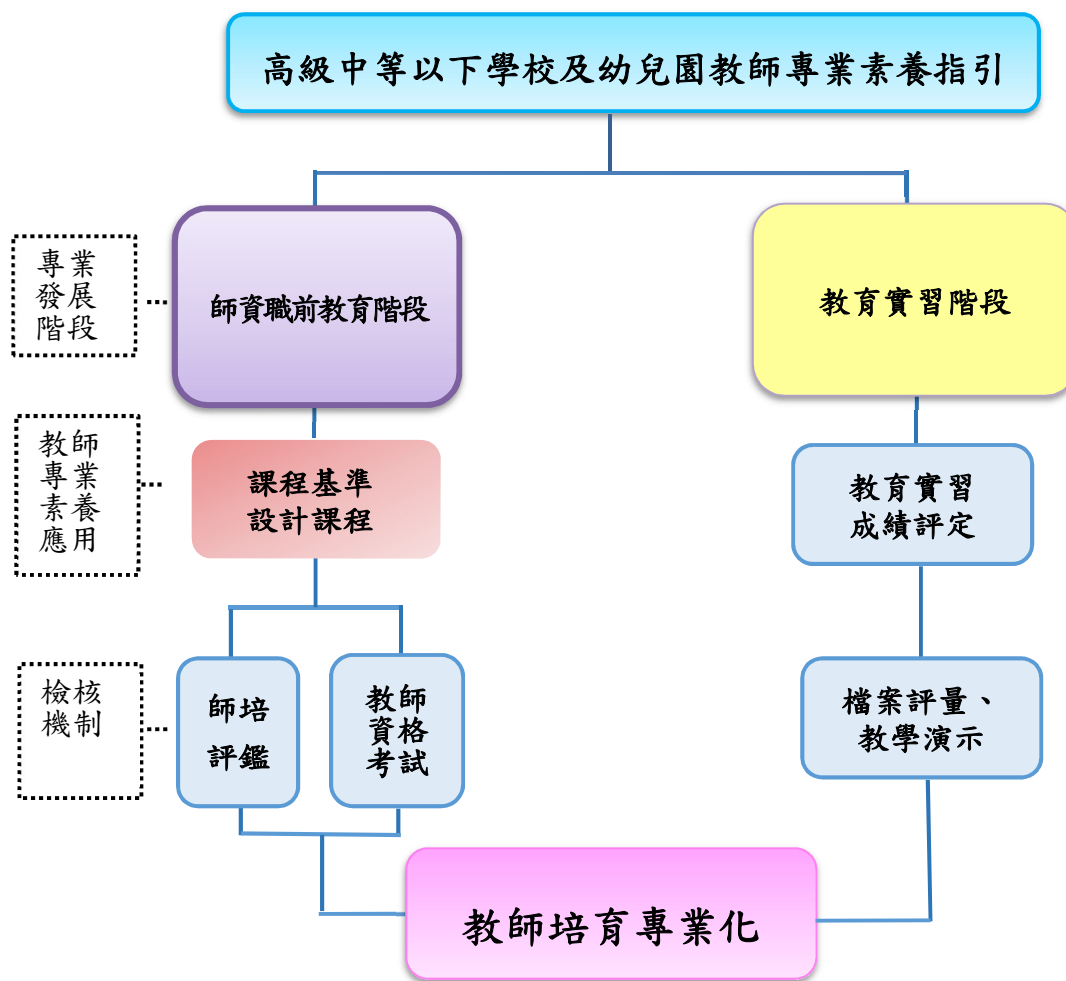 高級中等以下學校及幼兒園教師專業素養指引
專業
發展
階段
師資職前教育階段
教育實習階段
教師
專業
素養
應用
課程基準
設計課程
教育實習
成績評定
檢核
機制
師培
評鑑
教師
資格
考試
檔案評量、
教學演示
教師培育專業化